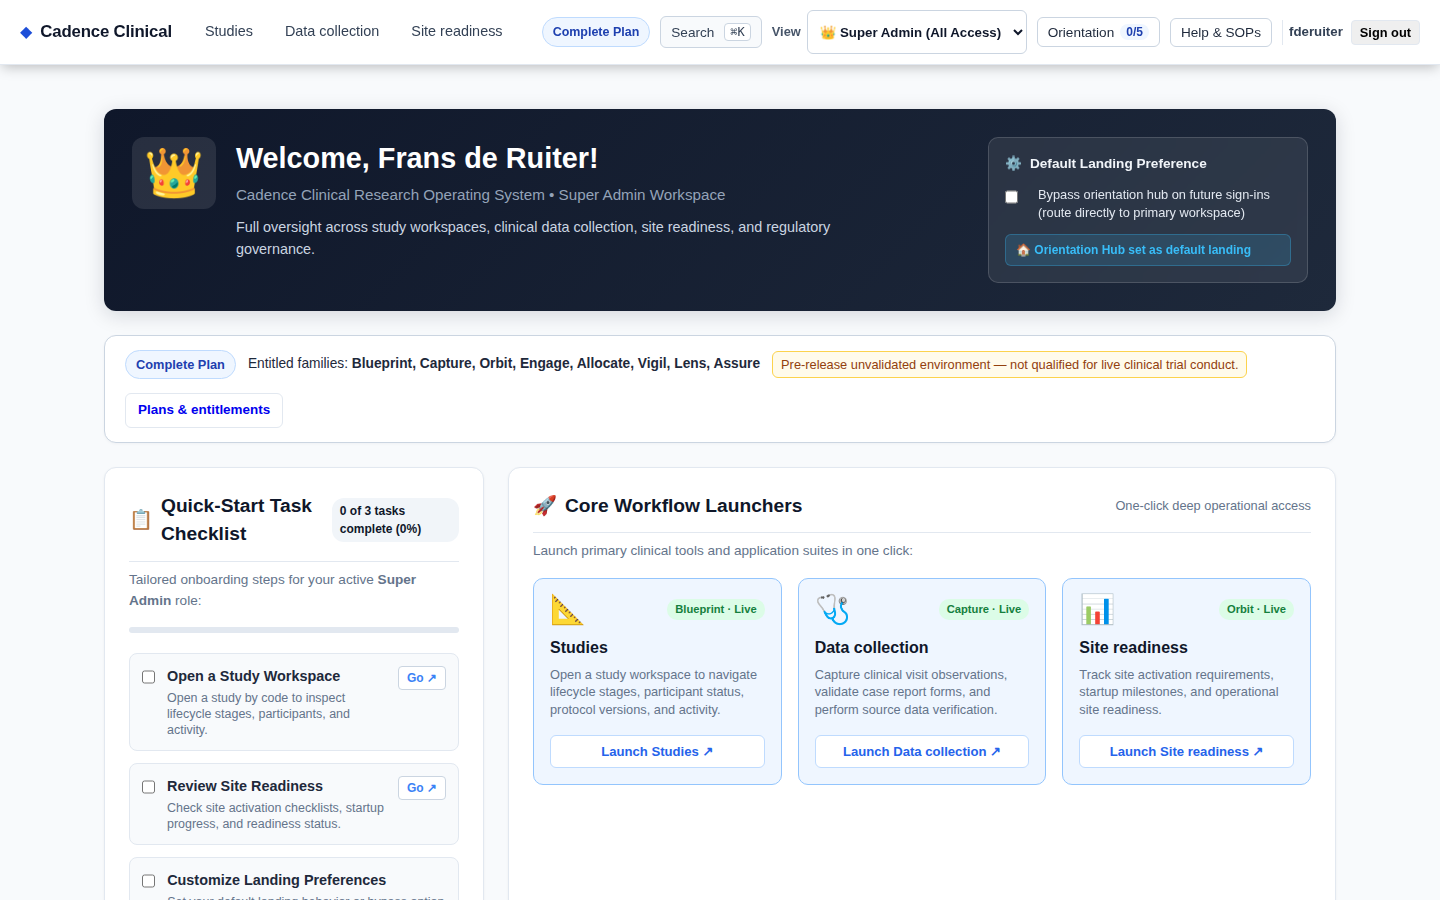 Cadence Clinical
Studies
Data collection
Site readiness
Complete Plan
Search ⌘K
View
Super Admin (All Access)
Orientation 0/5
Help & SOPs
fderuiter
Sign out
Welcome, Frans de Ruiter!
Cadence Clinical Research Operating System • Super Admin Workspace
Full oversight across study workspaces, clinical data collection, site readiness, and regulatory
governance.
Default Landing Preference
Bypass orientation hub on future sign-ins
(route directly to primary workspace)
Orientation Hub set as default landing
Complete Plan
Entitled families: Blueprint, Capture, Orbit, Engage, Allocate, Vigil, Lens, Assure
Pre-release unvalidated environment — not qualified for live clinical trial conduct.
Plans & entitlements
Quick-Start Task
Checklist
0 of 3 tasks
complete (0%)
Tailored onboarding steps for your active Super
Admin role:
Open a Study Workspace
Go ↗
Open a study by code to inspect
lifecycle stages, participants, and
activity.
Review Site Readiness
Go ↗
Check site activation checklists, startup
progress, and readiness status.
Customize Landing Preferences
Core Workflow Launchers
One-click deep operational access
Launch primary clinical tools and application suites in one click:
Blueprint · Live
Studies
Open a study workspace to navigate
lifecycle stages, participant status,
protocol versions, and activity.
Launch Studies ↗
Capture · Live
Data collection
Capture clinical visit observations,
validate case report forms, and
perform source data verification.
Launch Data collection ↗
Orbit · Live
Site readiness
Track site activation requirements,
startup milestones, and operational
site readiness.
Launch Site readiness ↗